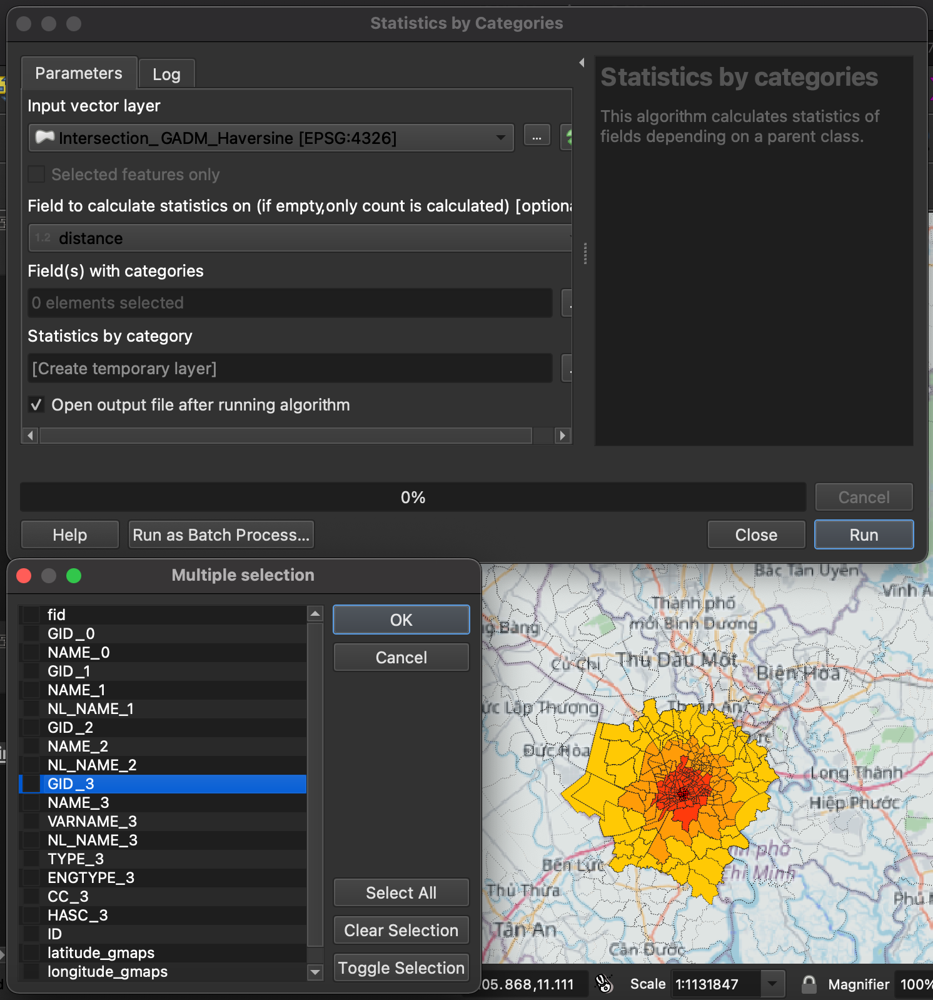 Statistics by Categories
Parameters
Log
Input vector layer
Intersection_GADM_Haversine [EPSG:4326]
...
Selected features only
Field to calculate statistics on (if empty,only count is calculated) [optiona
1.2 distance
Field(s) with categories
0 elements selected
Statistics by category
[Create temporary layer]
Open output file after running algorithm
Statistics by categories
This algorithm calculates statistics of
fields depending on a parent class.
0%
Cancel
Help
Run as Batch Process...
Close
Run
Multiple selection
fid
GID_0
NAME_0
GID_1
NAME_1
NL_NAME_1
GID_2
NAME_2
NL_NAME_2
GID_3
NAME_3
VARNAME_3
NL_NAME_3
TYPE_3
ENGTYPE_3
CC_3
HASC_3
ID
latitude_gmaps
longitude_gmaps
OK
Cancel
Select All
Clear Selection
Toggle Selection
Bắc Tân Uyên
Vĩnh A
Thành phố
mới Bình Dương
g Bàng
Củ Chi
Thủ Dầu Một
Biên Hòa
ức Lập Thượng
Thuận An
Đức Hòa
Long Thành
Hiệp Phước
Bến Lức
nh phố
Chí Minh
Thủ Thừa
Phú M
Tân An
Cần Đước
05.868,11.111
Scale
1:1131847
Magnifier
100%